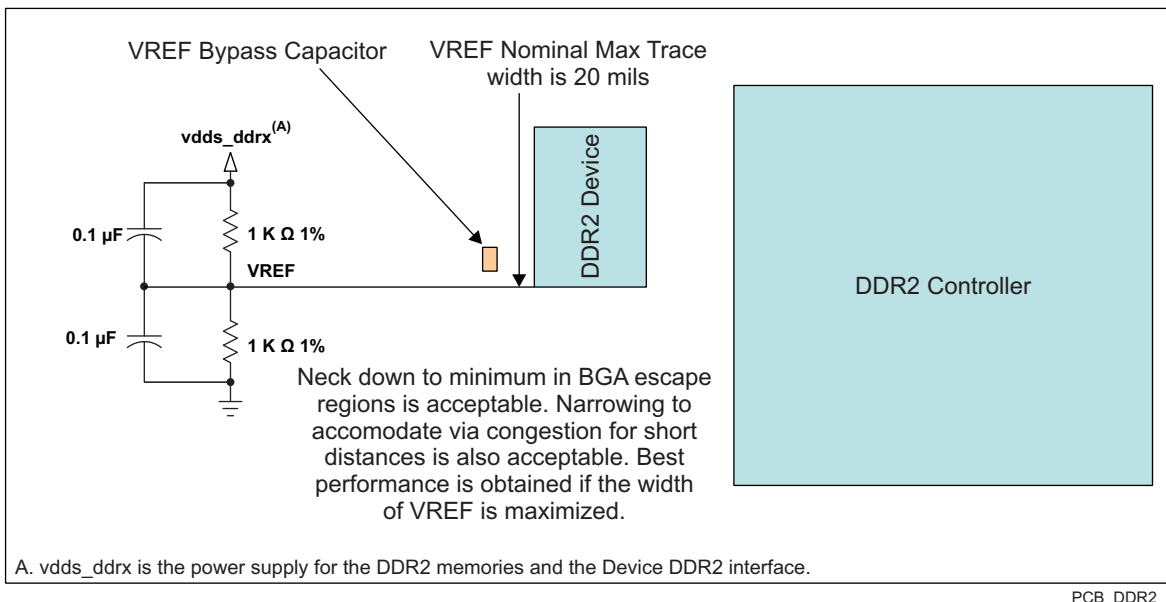 VREF Bypass Capacitor
VREF Nominal Max Trace
width is 20 mils
vdds_ddrx(A)
0.1 µF
1 K Ω 1%
VREF
0.1 µF
1 K Ω 1%
DDR2 Device
DDR2 Controller
Neck down to minimum in BGA escape
regions is acceptable. Narrowing to
accomodate via congestion for short
distances is also acceptable. Best
performance is obtained if the width
of VREF is maximized.
A. vdds_ddrx is the power supply for the DDR2 memories and the Device DDR2 interface.
PCB_DDR2